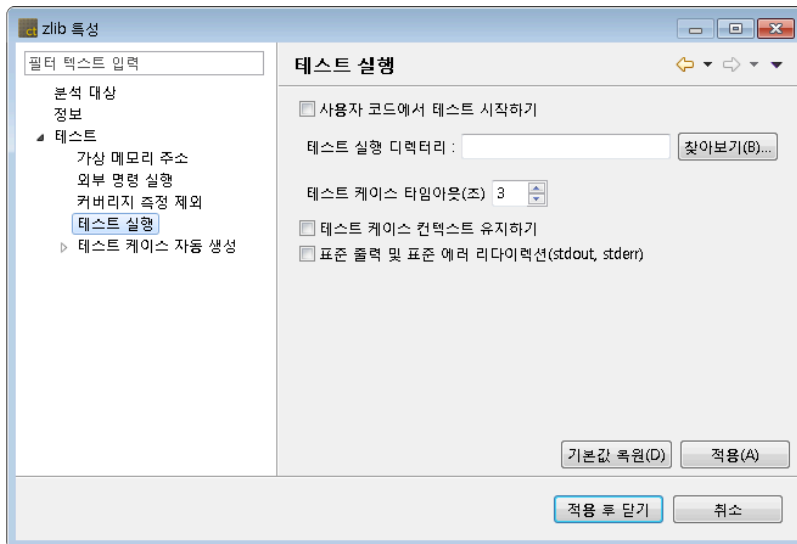 ct zlib 특성
필터 텍스트 입력
분석 대상
정보
테스트
가상 메모리 주소
외부 명령 실행
커버리지 측정 제외
테스트 실행
테스트 케이스 자동 생성
테스트 실행
사용자 코드에서 테스트 시작하기
테스트 실행 디렉터리 :
찾아보기(B)...
테스트 케이스 타임아웃(초) 3
테스트 케이스 컨텍스트 유지하기
표준 출력 및 표준 에러 리다이렉션(stdout, stderr)
기본값 복원(D)
적용(A)
적용 후 닫기
취소